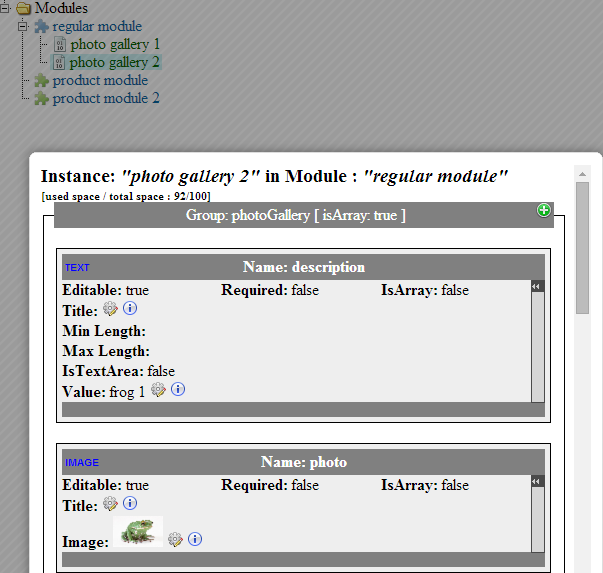 Modules
regular module
photo gallery 1
photo gallery 2
product module
product module 2
Instance: "photo gallery 2" in Module : "regular module"
[used space / total space : 92/100]
Group: photoGallery [ isArray: true ]
TEXT Name: description
Editable: true Required: false IsArray: false
Title:
Min Length:
Max Length:
IsTextArea: false
Value: frog 1
IMAGE Name: photo
Editable: true Required: false IsArray: false
Title:
Image: